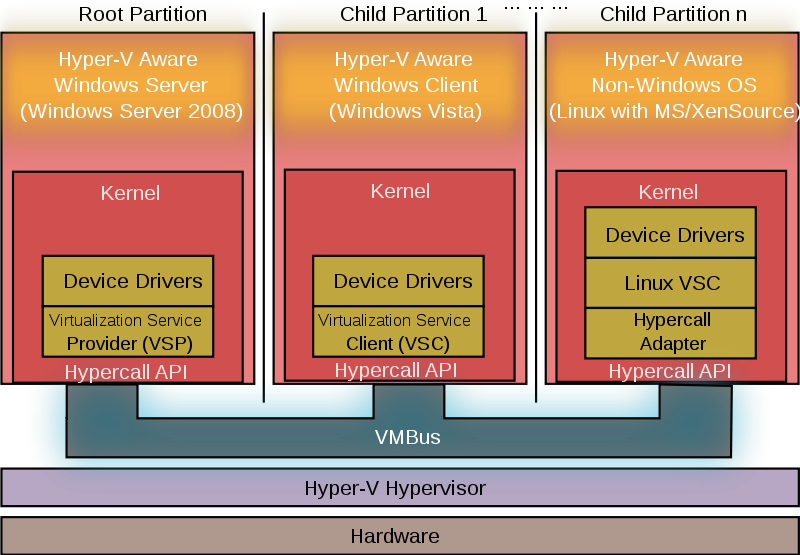 Root Partition
Hyper-V Aware
Windows Server
(Windows Server 2008)
Kernel
Device Drivers
Virtualization Service
Provider (VSP)
Hypercall API
Child Partition 1
Hyper-V Aware
Windows Client
(Windows Vista)
Kernel
Device Drivers
Virtualization Service
Client (VSC)
Hypercall API
... ... ...
Child Partition n
Hyper-V Aware
Non-Windows OS
(Linux with MS/XenSource)
Kernel
Device Drivers
Linux VSC
Hypercall
Adapter
Hypercall API
VMBus
Hyper-V Hypervisor
Hardware